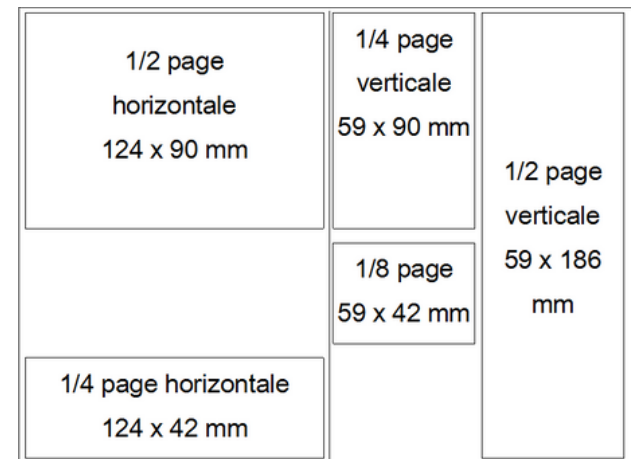 1/2 page
horizontale
124 x 90 mm
1/4 page
verticale
59 x 90 mm
1/2 page
verticale
59 x 186
mm
1/8 page
59 x 42 mm
1/4 page horizontale
124 x 42 mm